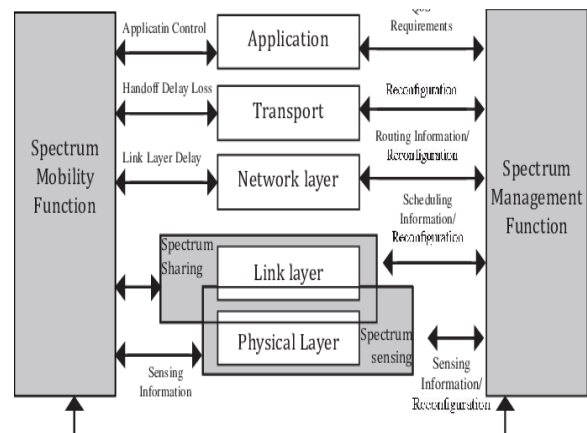 Applicatin Control
Application
Requirements
Handoff Delay Loss
Transport
Reconfiguration
Spectrum
Mobility
Function
Link Layer Delay
Network layer
Routing Information/
Reconfiguration
Spectrum
Management
Function
Scheduling
Information/
Reconfiguration
Spectrum
Sharing
Link layer
Physical Layer
Spectrum
sensing
Sensing
Information
Sensing
Information/
Reconfiguration